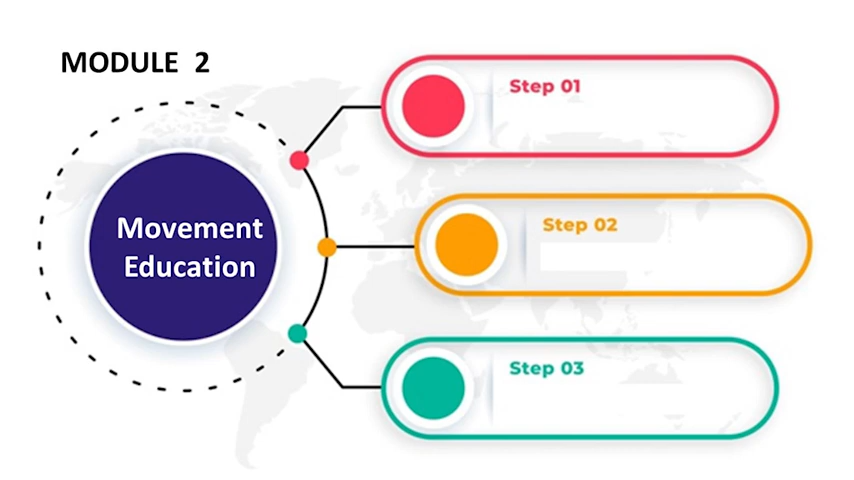 MODULE 2
Movement
Education
Step 01
Step 02
Step 03